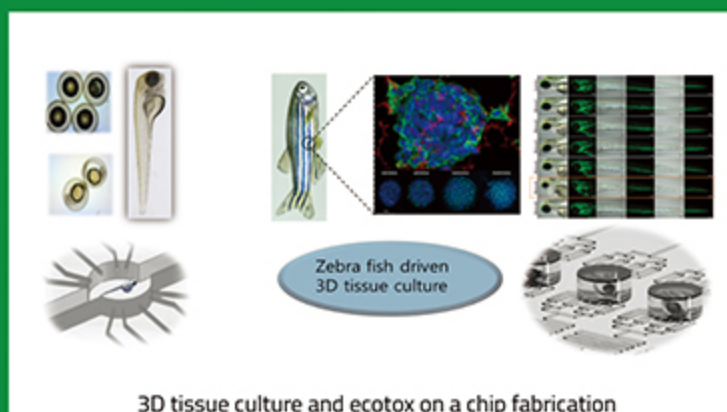 Zebra fish driven
3D tissue culture
3D tissue culture and ecotox on a chip fabrication